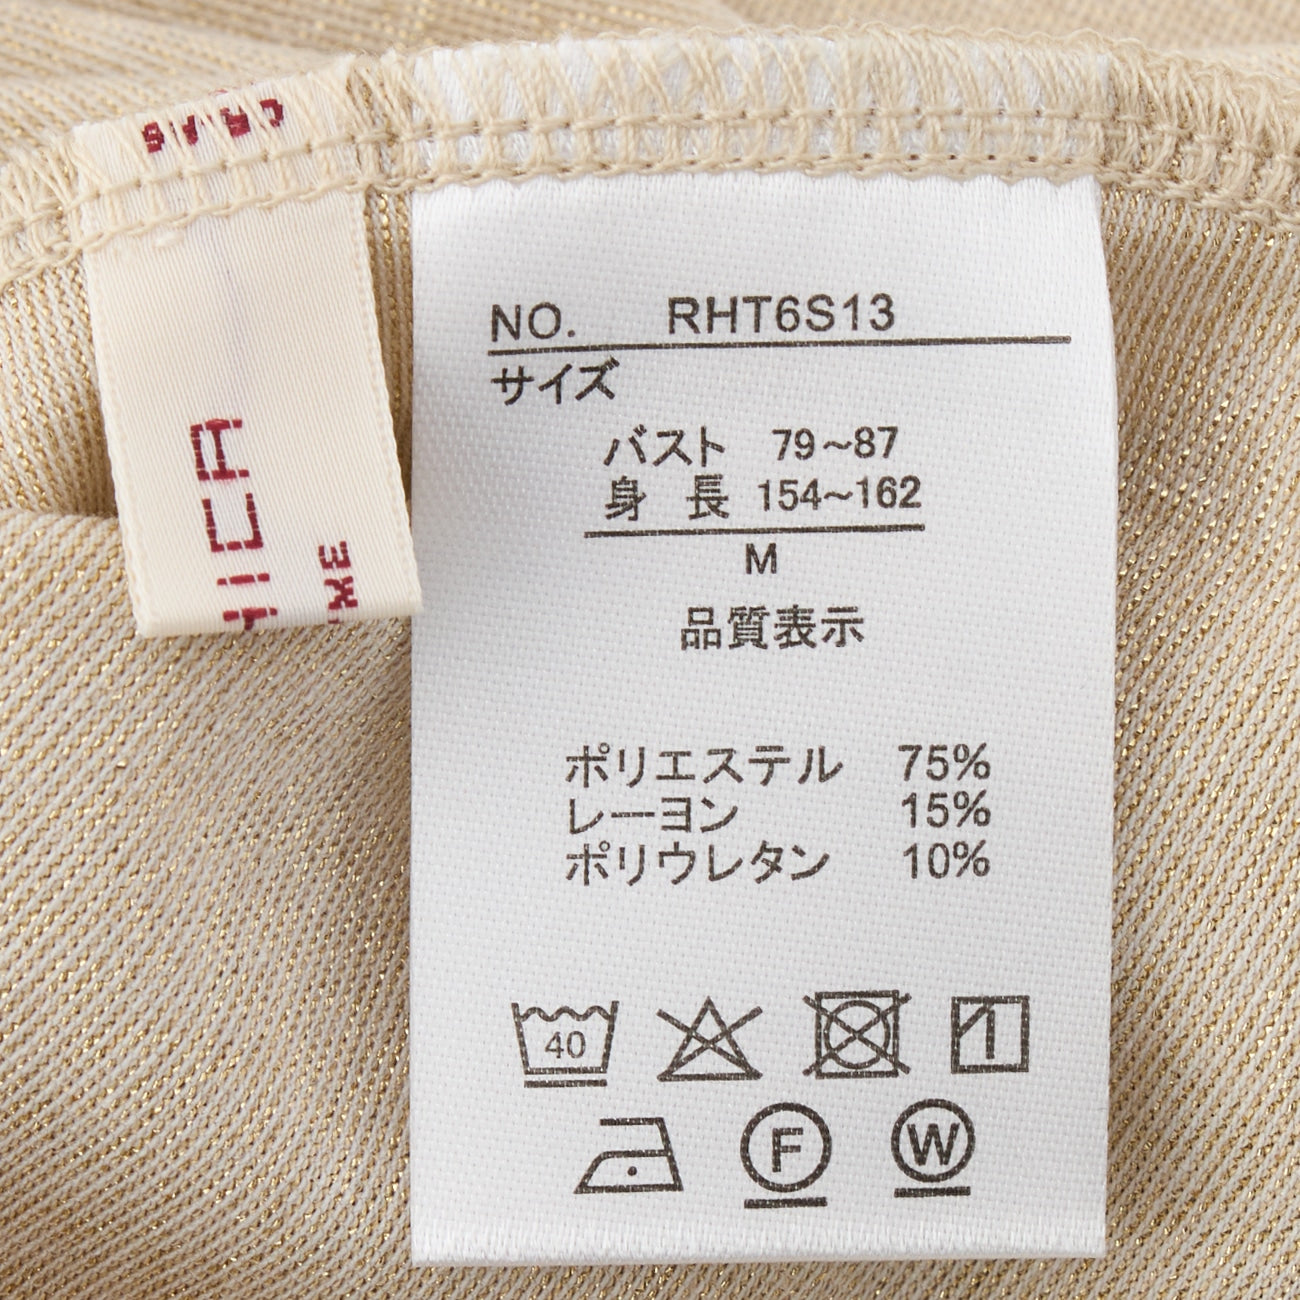 NO. RHT6S13
サイズ
バスト 79~87
身長 154~162
M
品質表示
ポリエステル 75%
レーヨン 15%
ポリウレタン 10%
40
F W